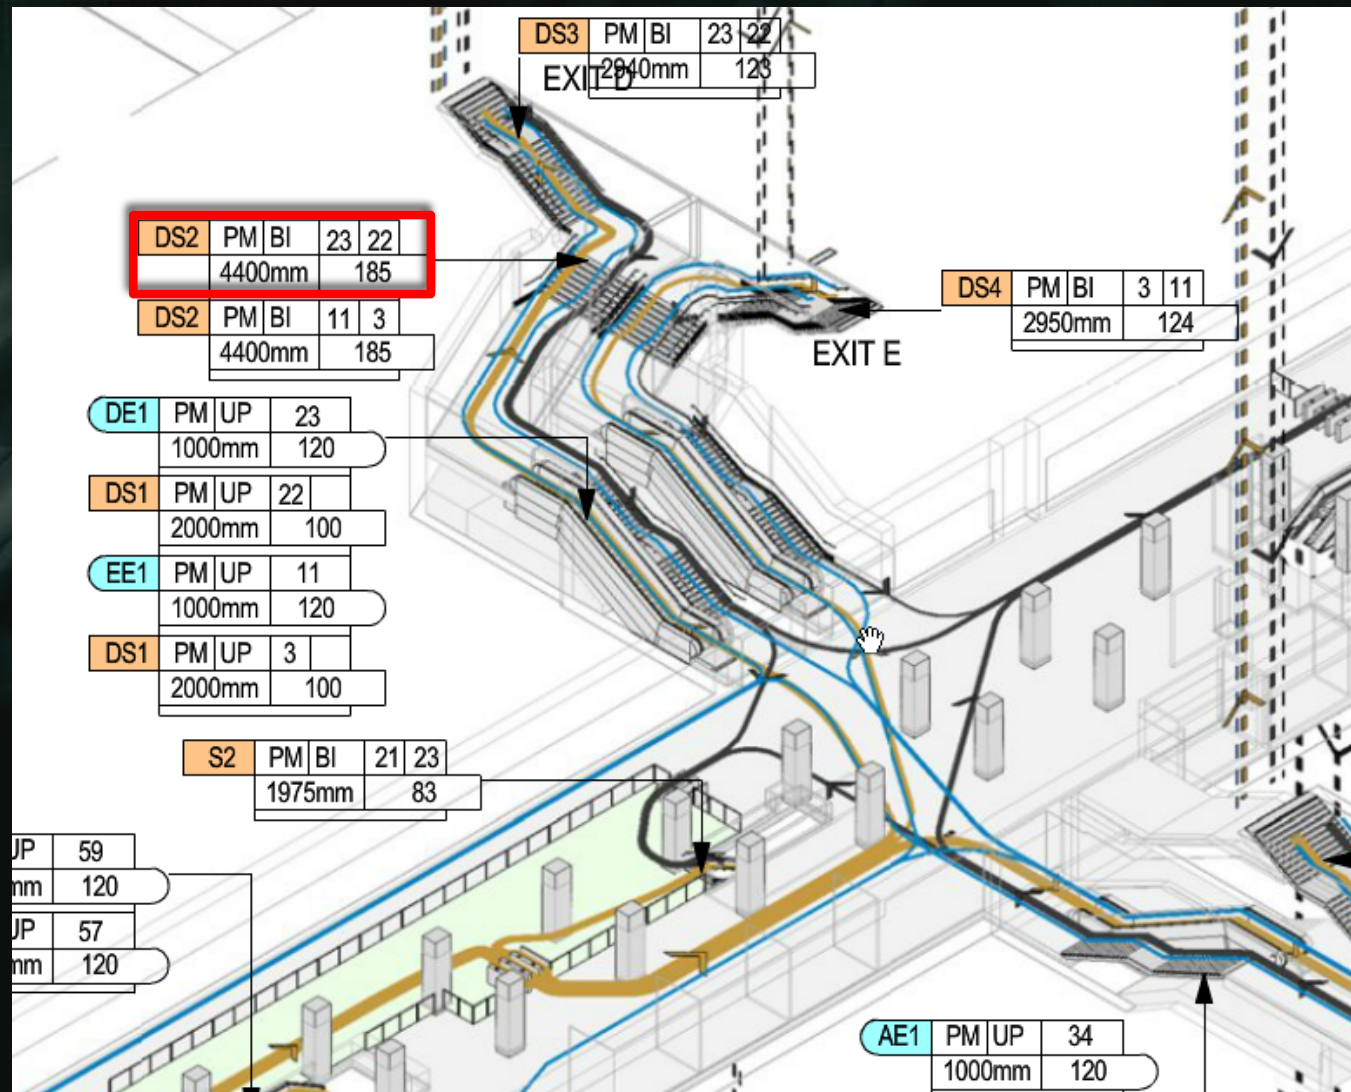 DS3 PM BI 23 22
2940mm 123
EXIT D
DS2 PM BI 23 22
4400mm 185
DS2 PM BI 11 3
4400mm 185
DS4 PM BI 3 11
2950mm 124
EXIT E
DE1 PM UP 23
1000mm 120
DS1 PM UP 22
2000mm 100
EE1 PM UP 11
1000mm 120
DS1 PM UP 3
2000mm 100
S2 PM BI 21 23
1975mm 83
UP 59
mm 120
UP 57
mm 120
AE1 PM UP 34
1000mm 120